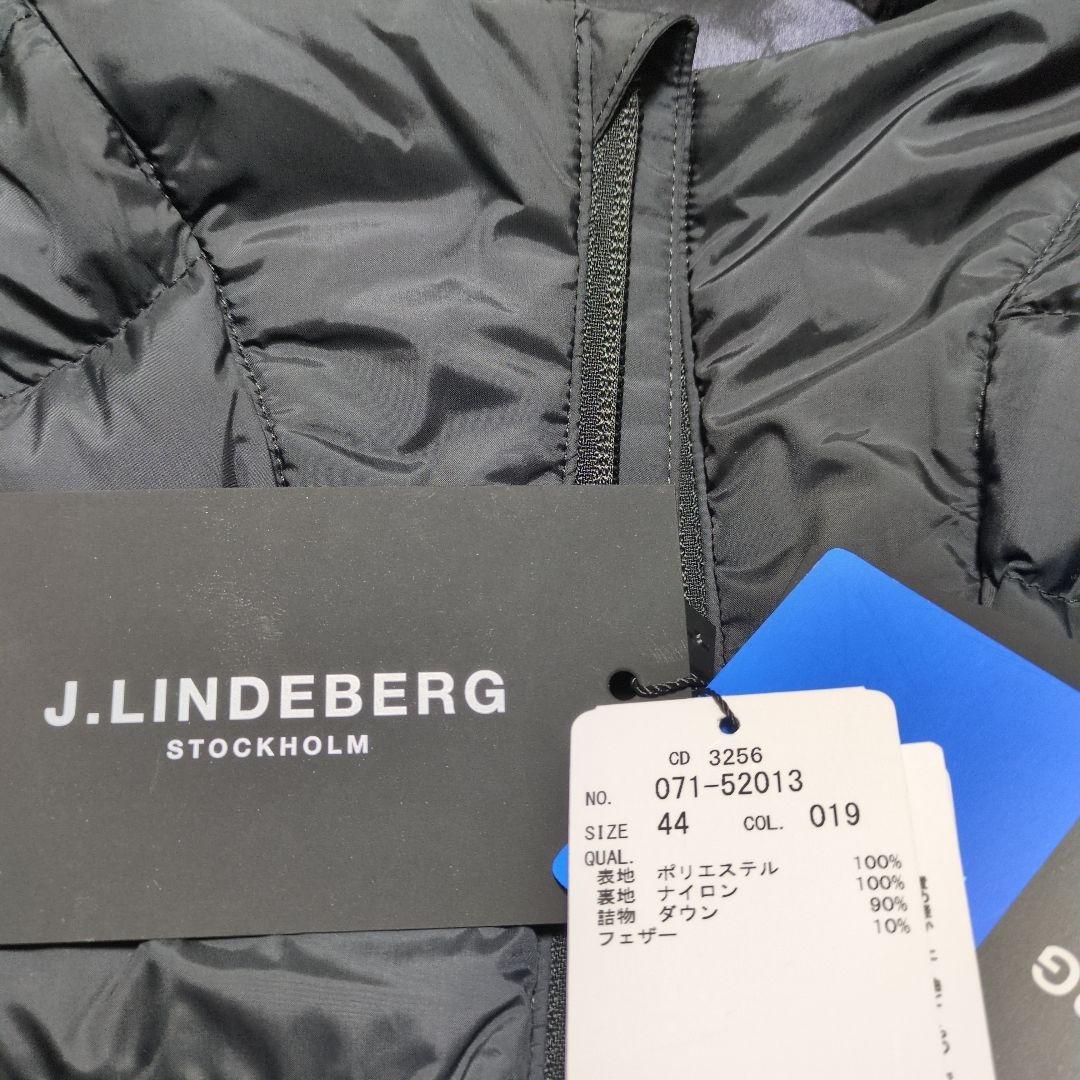 J.LINDEBERG
STOCKHOLM
CD 3256
NO. 071-52013
SIZE 44 COL. 019
QUAL.
表地 ポリエステル 100%
裏地 ナイロン 100%
詰物 ダウン 90%
フェザー 10%
G